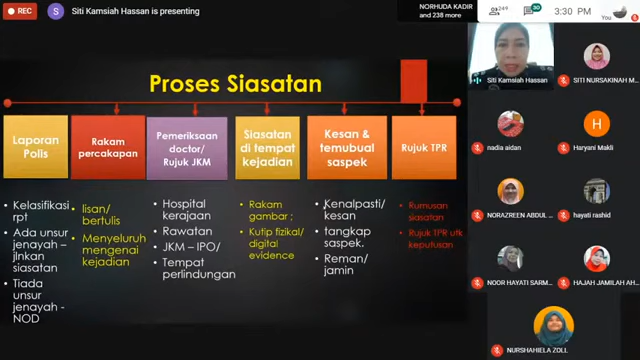 REC
S
Siti Kamsiah Hassan is presenting
NORHUDA KADIR
and 238 more
249
30
3:30 PM
You
Proses Siasatan
Laporan
Polis
Rakam
percakapan
Pemeriksaan
doctor/
Rujuk JKM
Siasatan
di tempat
kejadian
Kesan &
temubual
saspek
Rujuk TPR
• Kelasifikasi
rpt
• Ada unsur
jenayah –
jlnkan
siasatan
• Tiada
unsur
jenayah -
NOD
• lisan/
bertulis
• Menyeluruh
mengenai
kejadian
• Hospital
kerajaan
• Rawatan
• JKM – IPO/
• Tempat
perlindungan
• Rakam
gambar ;
• Kutip fizikal/
digital
evidence
• Kenalpasti/
kesan
• tangkap
saspek.
• Reman/
jamin
• Rumusan
siasatan
• Rujuk TPR utk
keputusan
Siti Kamsiah Hassan
SITI NURSAKINAH M...
nadia aidan
H
Haryani Makli
NORAZREEN ABDUL ...
hayati rashid
NOOR HAYATI SARM...
HAJAH JAMILAH AH...
NURSHAHIELA ZOLL